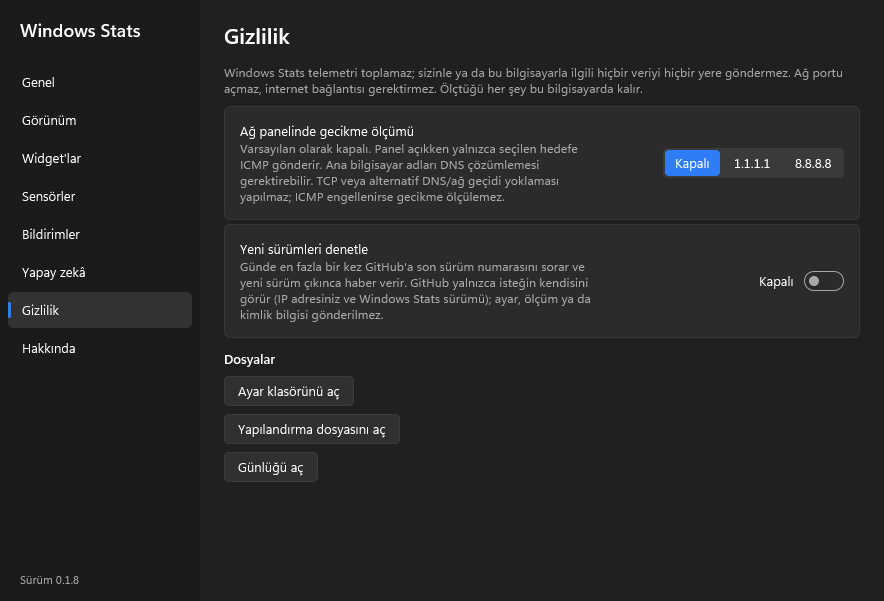 Windows Stats
Genel
Görünüm
Widget'lar
Sensörler
Bildirimler
Yapay zekâ
Gizlilik
Hakkında
Sürüm 0.1.8
Gizlilik
Windows Stats telemetri toplamaz; sizinle ya da bu bilgisayarla ilgili hiçbir veriyi hiçbir yere göndermez. Ağ portu
açmaz, internet bağlantısı gerektirmez. Ölçtüğü her şey bu bilgisayarda kalır.
Ağ panelinde gecikme ölçümü
Varsayılan olarak kapalı. Panel açıkken yalnızca seçilen hedefe
ICMP gönderir. Ana bilgisayar adları DNS çözümlemesi
gerektirebilir. TCP veya alternatif DNS/ağ geçidi yoklaması
yapılmaz; ICMP engellenirse gecikme ölçülemez.
Kapalı 1.1.1.1 8.8.8.8
Yeni sürümleri denetle
Günde en fazla bir kez GitHub'a son sürüm numarasını sorar ve
yeni sürüm çıkınca haber verir. GitHub yalnızca isteğin kendisini
görür (IP adresiniz ve Windows Stats sürümü); ayar, ölçüm ya da
kimlik bilgisi gönderilmez.
Kapalı
Dosyalar
Ayar klasörünü aç
Yapılandırma dosyasını aç
Günlüğü aç